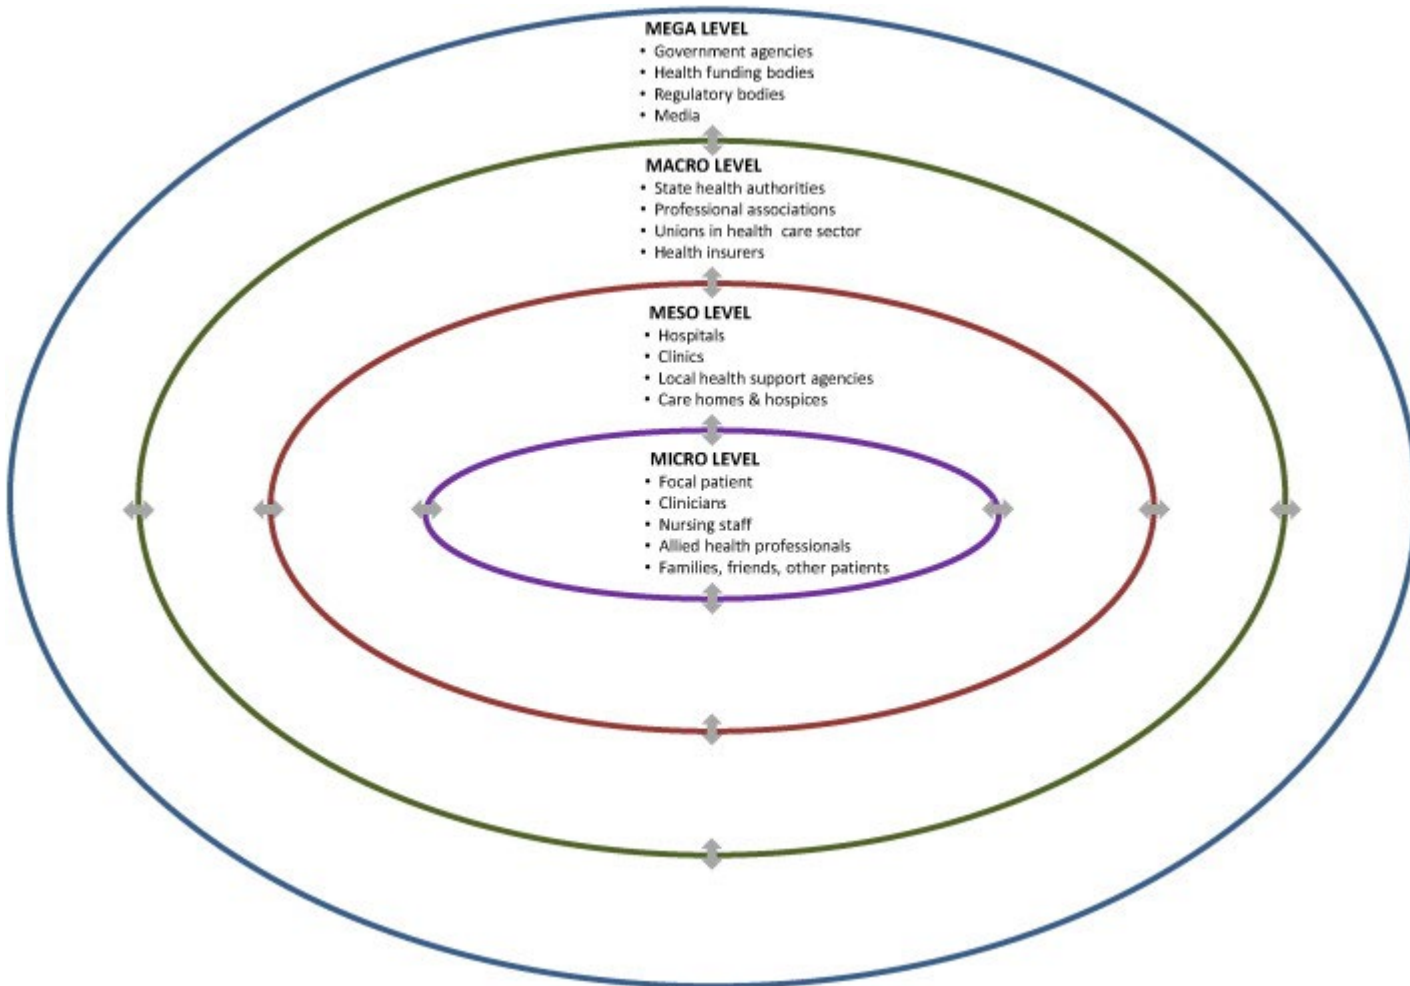 MEGA LEVEL
• Government agencies
• Health funding bodies
• Regulatory bodies
• Media
MACRO LEVEL
• State health authorities
• Professional associations
• Unions in health care sector
• Health insurers
MESO LEVEL
• Hospitals
• Clinics
• Local health support agencies
• Care homes & hospices
MICRO LEVEL
• Focal patient
• Clinicians
• Nursing staff
• Allied health professionals
• Families, friends, other patients